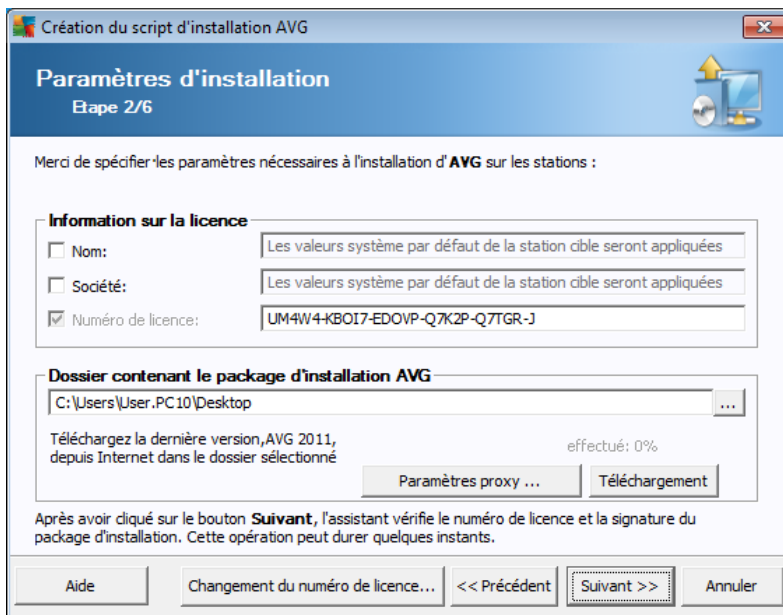 Création du script d'installation AVG
Paramètres d'installation
Etape 2/6
Merci de spécifier les paramètres nécessaires à l'installation d'AVG sur les stations :
Information sur la licence
Nom:
Les valeurs système par défaut de la station cible seront appliquées
Société:
Les valeurs système par défaut de la station cible seront appliquées
Numéro de licence:
UM4W4-KBOI7-EDOVP-Q7K2P-Q7TGR-J
Dossier contenant le package d'installation AVG
C:\Users\User.PC10\Desktop
...
Téléchargez la dernière version,AVG 2011,
depuis Internet dans le dossier sélectionné
effectué: 0%
Paramètres proxy ...
Téléchargement
Après avoir cliqué sur le bouton Suivant, l'assistant vérifie le numéro de licence et la signature du
package d'installation. Cette opération peut durer quelques instants.
Aide
Changement du numéro de licence...
<< Précédent
Suivant >>
Annuler